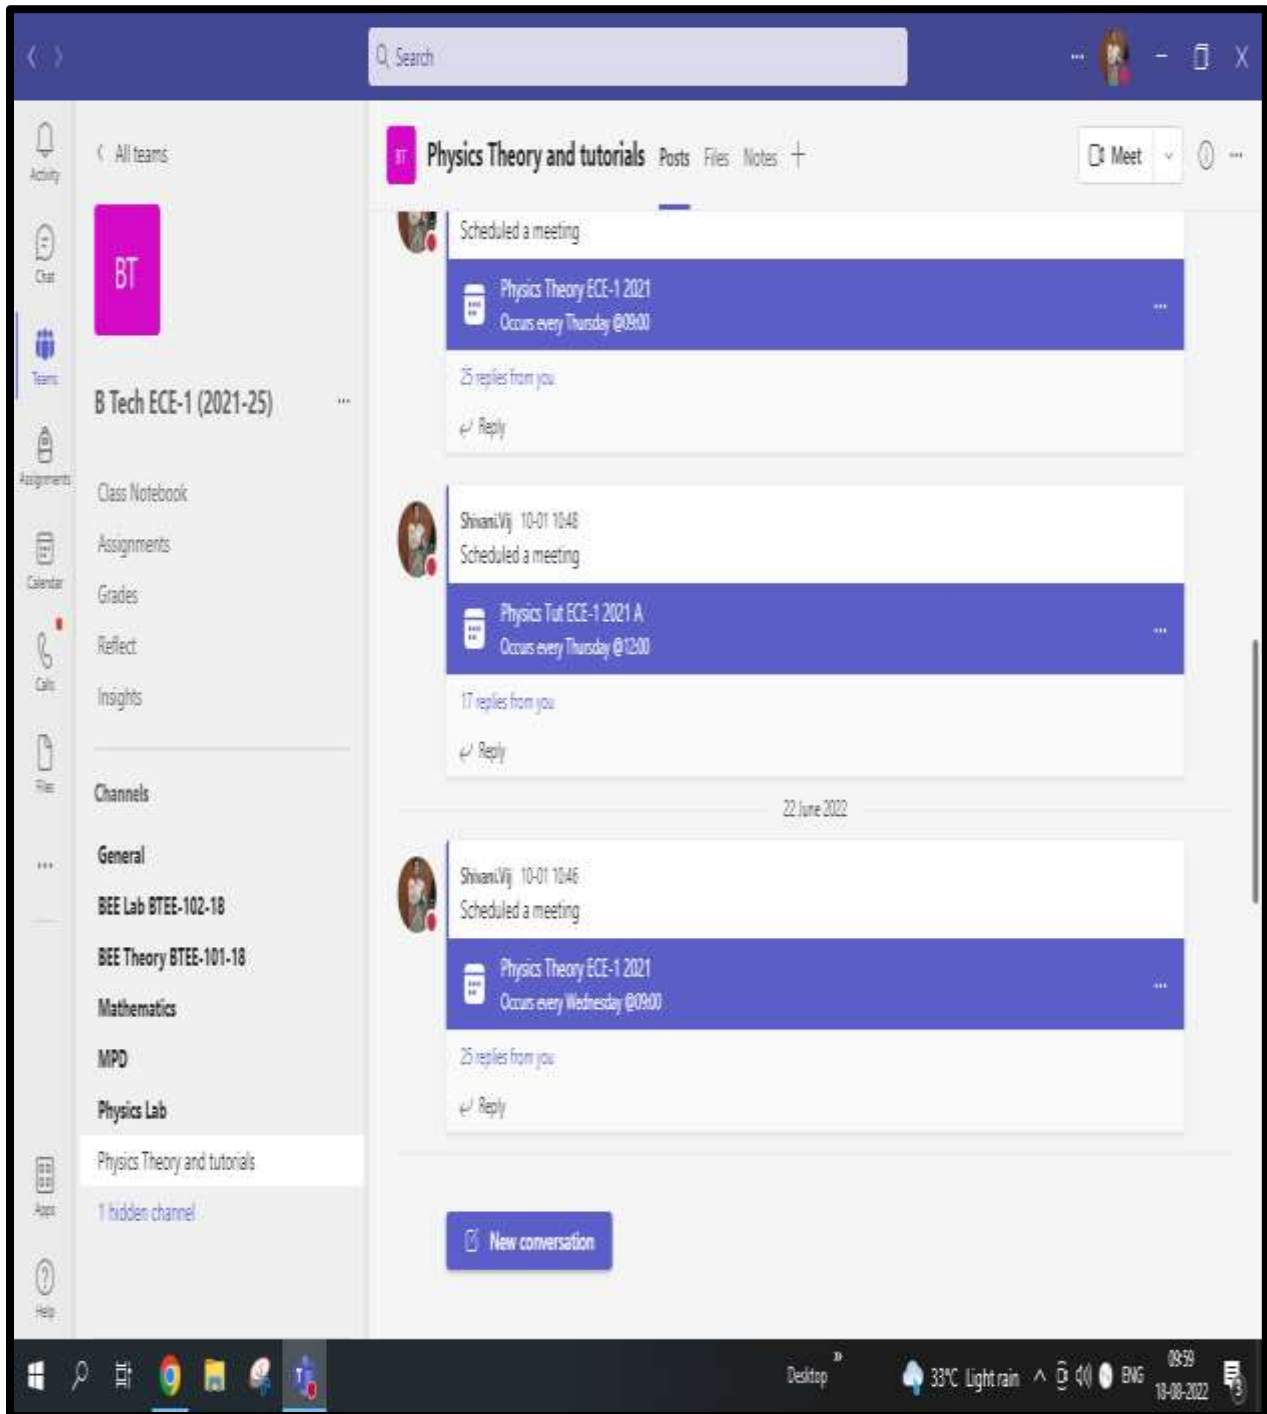 Search
Activity
Chat
Teams
Assignments
Calendar
Calls
Files
Apps
Help
All teams
BT
B Tech ECE-1 (2021-25)
Class Notebook
Assignments
Grades
Reflect
Insights
Channels
General
BEE Lab BTEE-102-18
BEE Theory BTEE-101-18
Mathematics
MPD
Physics Lab
Physics Theory and tutorials
1 hidden channel
BT Physics Theory and tutorials Posts Files Notes
Meet
Scheduled a meeting
Physics Theory ECE-1 2021
Occurs every Thursday @09:00
25 replies from you
Reply
Shivani.Vij 10-01 10:48
Scheduled a meeting
Physics Tut ECE-1 2021 A
Occurs every Thursday @12:00
17 replies from you
Reply
22 June 2022
Shivani.Vij 10-01 10:46
Scheduled a meeting
Physics Theory ECE-1 2021
Occurs every Wednesday @09:00
25 replies from you
Reply
New conversation
Desktop
33°C Light rain
ENG
09:59
18-08-2022
3